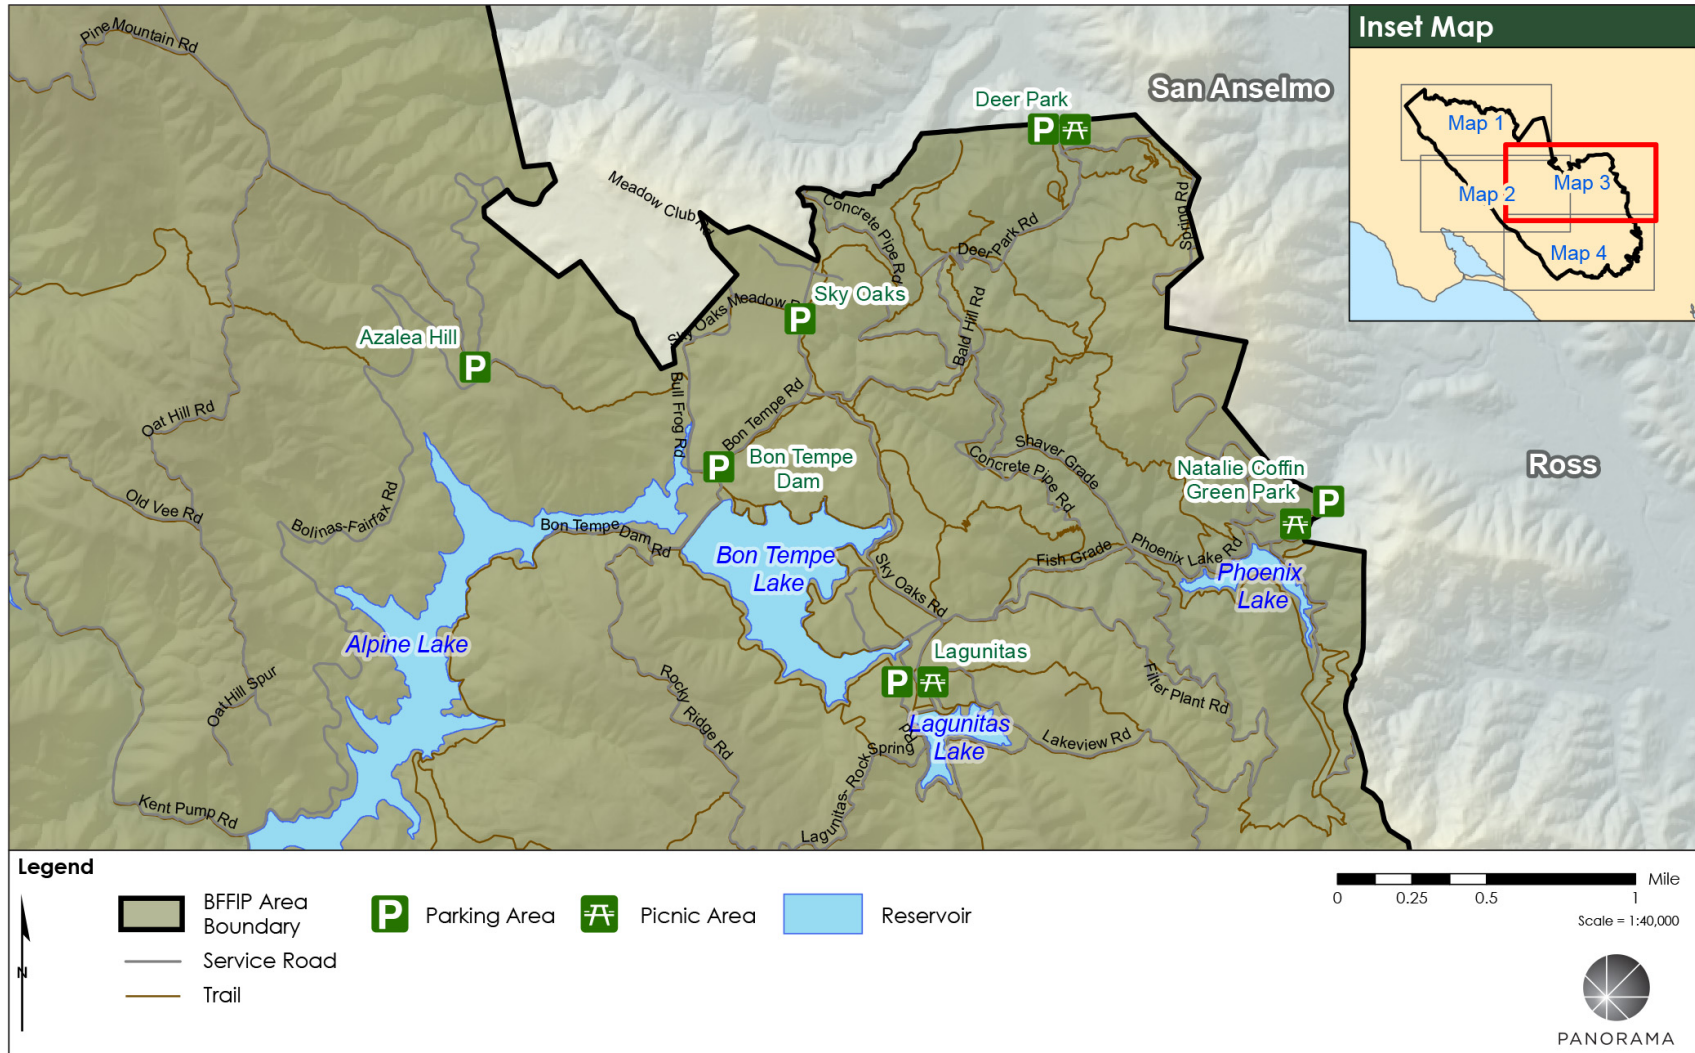 Pine Mountain Rd
Inset Map
Map 1
Map 2
Map 3
Map 4
San Anselmo
Deer Park
P
Meadow Club Rd
Concrete Pipe Rd
Springs Rd
Deer Park Rd
Sky Oaks
P
Sky Oaks Meadow R
Azalea Hill
P
Bald Hill Rd
Bull Frog Rd
Bon Tempe Rd
Oat Hill Rd
P
Bon Tempe
Dam
Shaver Grade
Concrete Pipe Rd
Natalie Coffin
Green Park
P
Ross
Old Vee Rd
Bolinas-Fairfax Rd
Bon Tempe Dam Rd
Bon Tempe
Lake
Sky Oaks Rd
Fish Grade
Phoenix Lake Rd
Phoenix
Lake
Alpine Lake
Lagunitas
P
Oat Hill Spur
Rocky Ridge Rd
Filter Plant Rd
Lagunitas
Lake
Lakeview Rd
Lagunitas- Rock Spring Rd
Kent Pump Rd
Legend
N
BFFIP Area
Boundary
Service Road
Trail
P
Parking Area
Picnic Area
Reservoir
Mile
0 0.25 0.5 1
Scale = 1:40,000
PANORAMA